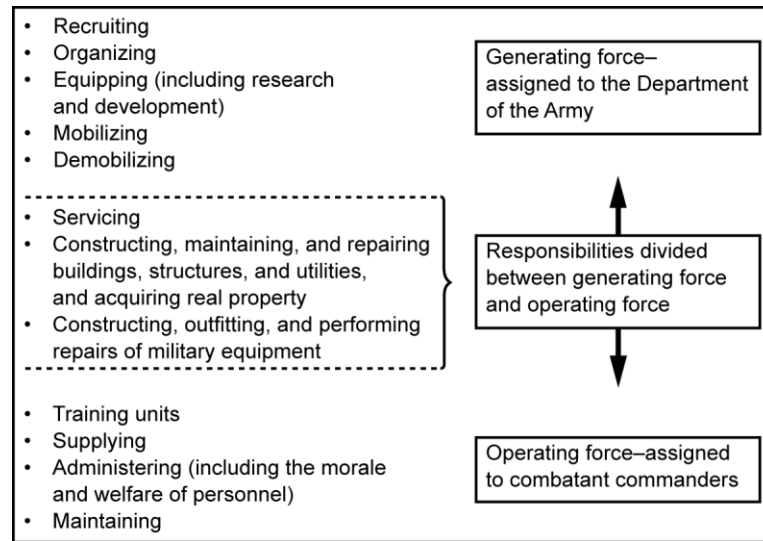 • Recruiting
• Organizing
• Equipping (including research
and development)
• Mobilizing
• Demobilizing
Generating force–
assigned to the Department
of the Army
• Servicing
• Constructing, maintaining, and repairing
buildings, structures, and utilities,
and acquiring real property
• Constructing, outfitting, and performing
repairs of military equipment
Responsibilities divided
between generating force
and operating force
• Training units
• Supplying
• Administering (including the morale
and welfare of personnel)
• Maintaining
Operating force–assigned
to combatant commanders